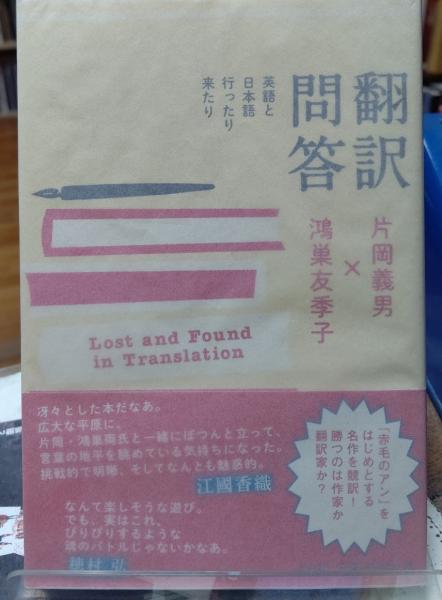 翻訳
問答
英語と
日本語
行ったり
来たり
片岡義男
×
鴻巣友季子
Lost and Found
in Translation
冴々とした本だなあ。
広大な平原に、
片岡・鴻巣両氏と一緒にぽつんと立って、
言葉の地平を眺めている気持ちになった。
挑戦的で明晰、そしてなんとも魅惑的。
江國香織
なんて楽しそうな遊び。
でも、実はこれ、
ぴりぴりするような
魂のバトルじゃないかなあ。
穂村 弘
『赤毛のアン』を
はじめとする
名作を競訳!
勝つのは作家か
翻訳家か?